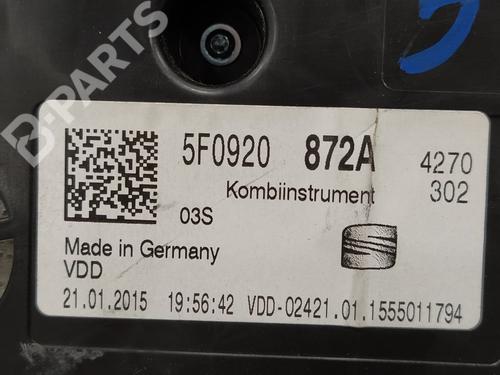 B-PARTS
5F0920 872A 4270
Kombiinstrument 302
03S
Made in Germany
VDD
21.01.2015 19:56:42 VDD-02421.01.1555011794